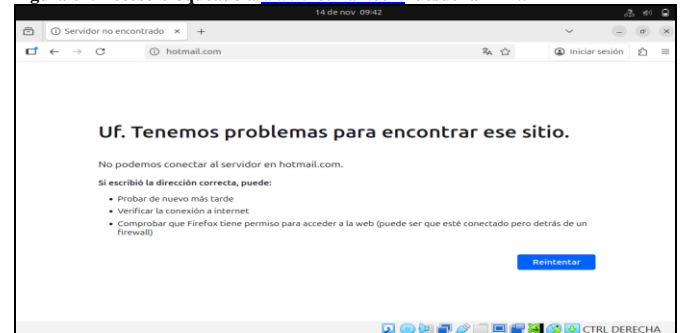 14 de nov 09:42
Servidor no encontrado
hotmail.com
Iniciar sesión
Uf. Tenemos problemas para encontrar ese sitio.
No podemos conectar al servidor en hotmail.com.
Si escribió la dirección correcta, puede:
Probar de nuevo más tarde
Verificar la conexión a internet
Comprobar que Firefox tiene permiso para acceder a la web (puede ser que esté conectado pero detrás de un
firewall)
Reintentar
CTRL DERECHA